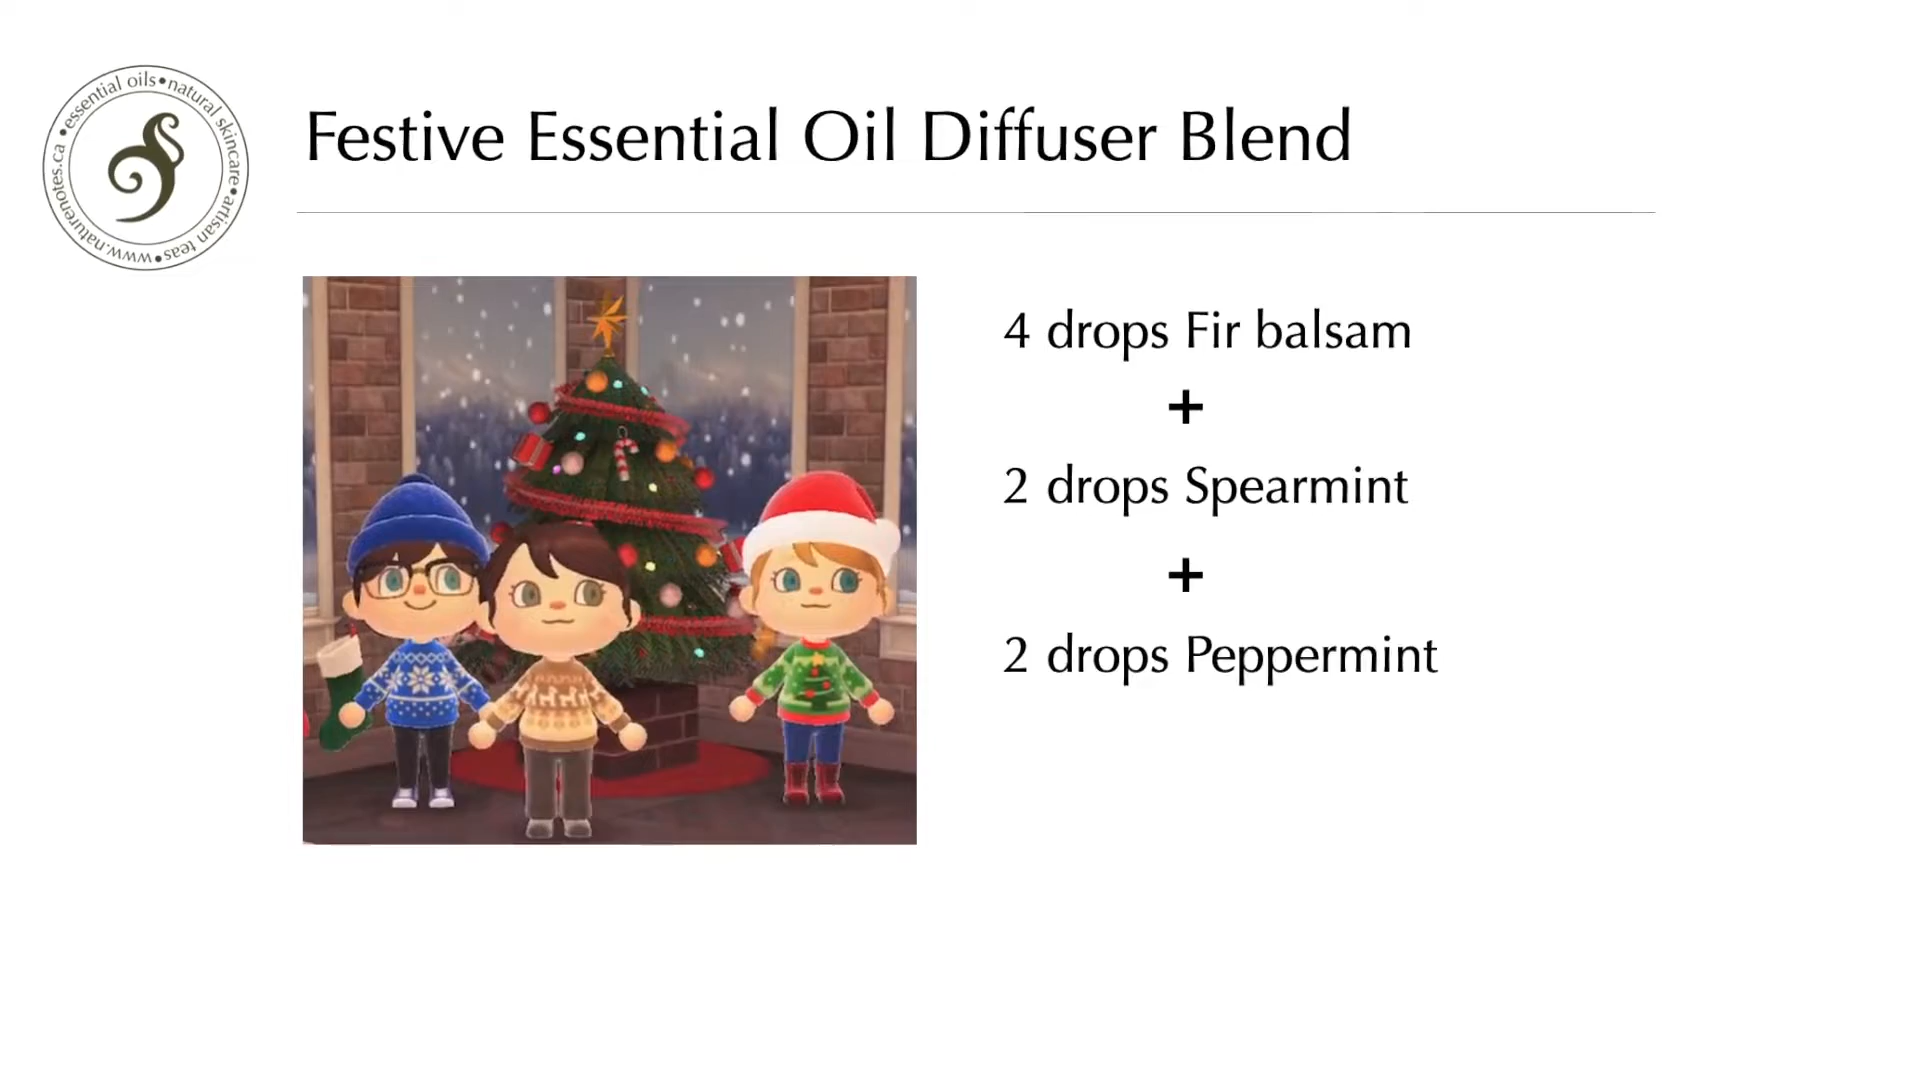 essential oils•natural skincare•artisan teas•www.naturenotes.ca•
Festive Essential Oil Diffuser Blend
4 drops Fir balsam
+
2 drops Spearmint
+
2 drops Peppermint